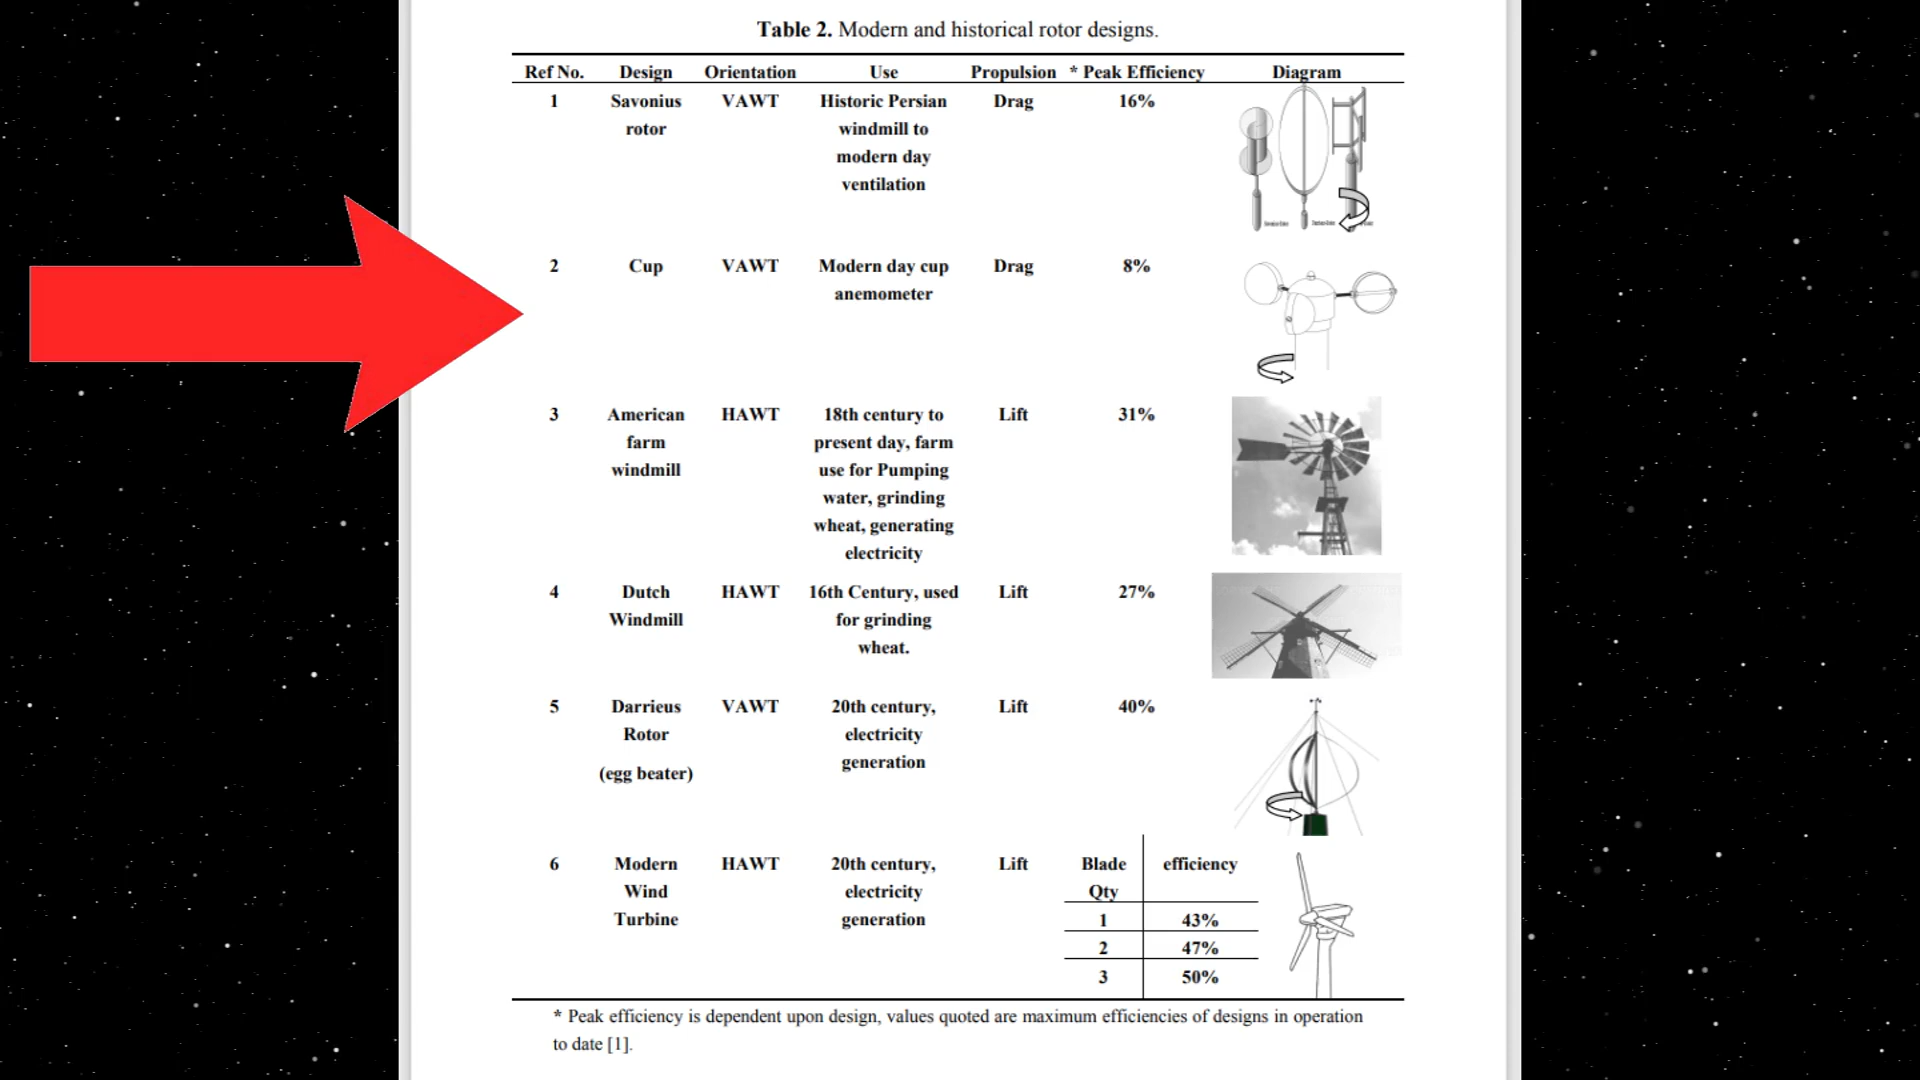 Table 2. Modern and historical rotor designs.
Ref No. Design Orientation Use Propulsion * Peak Efficiency Diagram
1 Savonius VAWT Historic Persian Drag 16%
rotor windmill to
modern day
ventilation
2 Cup VAWT Modern day cup Drag 8%
anemometer
3 American HAWT 18th century to Lift 31%
farm present day, farm
windmill use for Pumping
water, grinding
wheat, generating
electricity
4 Dutch HAWT 16th Century, used Lift 27%
Windmill for grinding
wheat.
5 Darrieus VAWT 20th century, Lift 40%
Rotor electricity
(egg beater) generation
6 Modern HAWT 20th century, Lift Blade efficiency
Wind electricity Qty
Turbine generation 1 43%
2 47%
3 50%
* Peak efficiency is dependent upon design, values quoted are maximum efficiencies of designs in operation
to date [1].